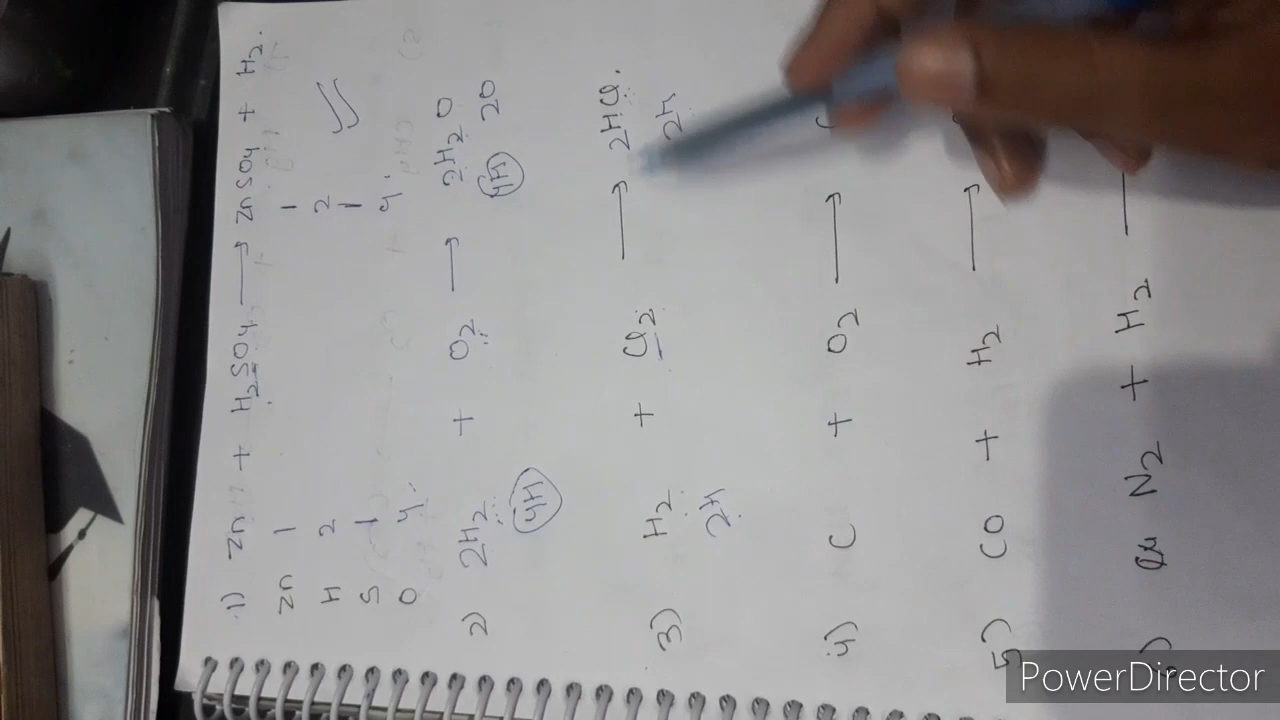 1) Zn + H2SO4 → ZnSO4 + H2.
Zn 1 1
H 2 2
S 1 1
O 4. 4.
2) 2H2 + O2 → 2H2O
4H 4H 2O
3) H2 + Cl2 → 2HCl.
2H 2H
4) C + O2 →
5) CO + H2 →
N2 + H2
PowerDirector